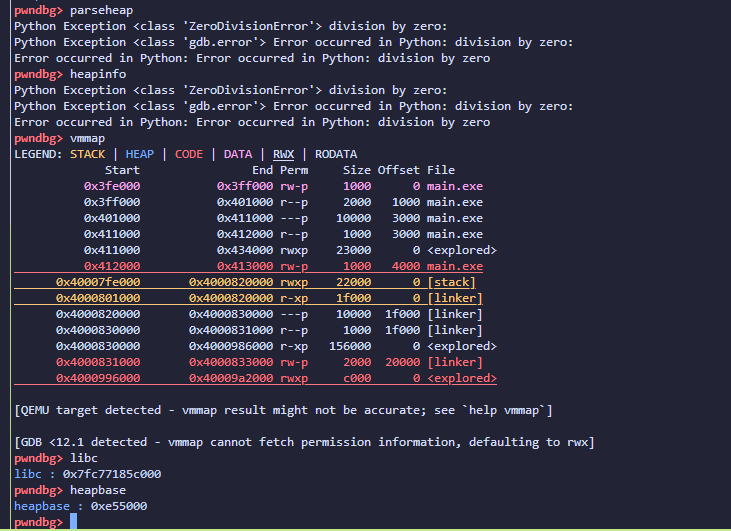 pwndbg> parseheap
Python Exception <class 'ZeroDivisionError'> division by zero:
Python Exception <class 'gdb.error'> Error occurred in Python: division by zero:
Error occurred in Python: Error occurred in Python: division by zero
pwndbg> heapinfo
Python Exception <class 'ZeroDivisionError'> division by zero:
Python Exception <class 'gdb.error'> Error occurred in Python: division by zero:
Error occurred in Python: Error occurred in Python: division by zero
pwndbg> vmmap
LEGEND: STACK | HEAP | CODE | DATA | RWX | RODATA
Start End Perm Size Offset File
0x3fe000 0x3ff000 rw-p 1000 0 main.exe
0x3ff000 0x401000 r--p 2000 1000 main.exe
0x401000 0x411000 ---p 10000 3000 main.exe
0x411000 0x412000 r--p 1000 3000 main.exe
0x411000 0x434000 rwxp 23000 0 <explored>
0x412000 0x413000 rw-p 1000 4000 main.exe
0x40007fe000 0x4000820000 rwxp 22000 0 [stack]
0x4000801000 0x4000820000 r-xp 1f000 0 [linker]
0x4000820000 0x4000830000 ---p 10000 1f000 [linker]
0x4000830000 0x4000831000 r--p 1000 1f000 [linker]
0x4000830000 0x4000986000 r-xp 156000 0 <explored>
0x4000831000 0x4000833000 rw-p 2000 20000 [linker]
0x4000996000 0x40009a2000 rwxp c000 0 <explored>
[QEMU target detected - vmmap result might not be accurate; see `help vmmap`]
[GDB <12.1 detected - vmmap cannot fetch permission information, defaulting to rwx]
pwndbg> libc
libc : 0x7fc77185c000
pwndbg> heapbase
heapbase : 0xe55000
pwndbg>